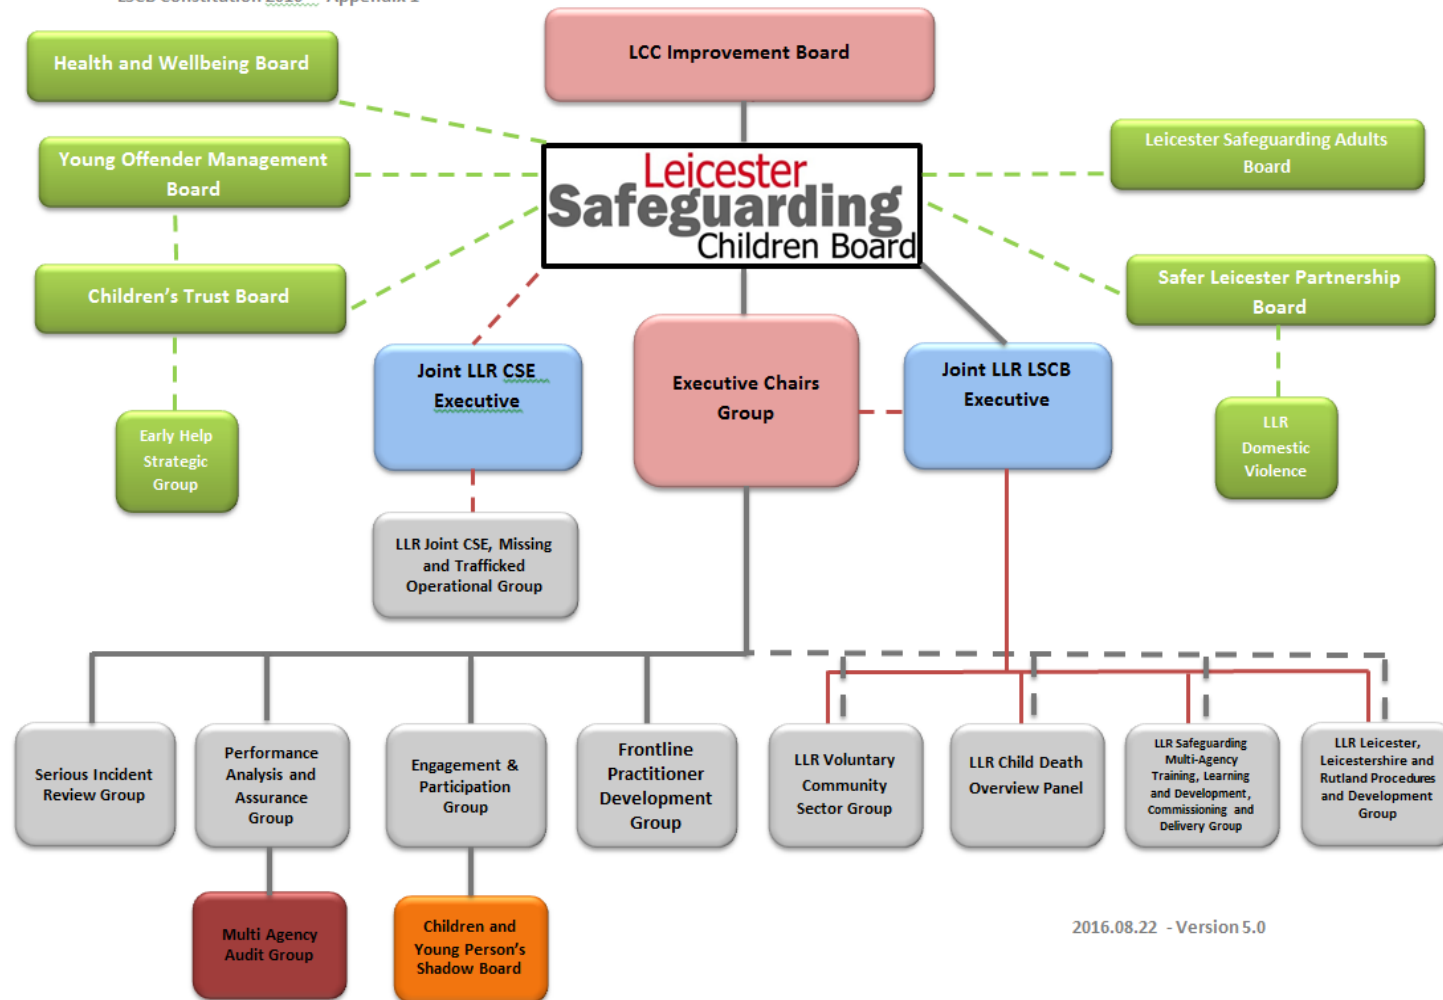 LSCB Constitution 2016 - Appendix 1
LCC Improvement Board
Health and Wellbeing Board
Young Offender Management
Board
Children's Trust Board
Early Help
Strategic
Group
Leicester
Safeguarding
Children Board
Leicester Safeguarding Adults
Board
Safer Leicester Partnership
Board
LLR
Domestic
Violence
Joint LLR CSE
Executive
Executive Chairs
Group
Joint LLR LSCB
Executive
LLR Joint CSE, Missing
and Trafficked
Operational Group
Serious Incident
Review Group
Performance
Analysis and
Assurance
Group
Engagement &
Participation
Group
Frontline
Practitioner
Development
Group
LLR Voluntary
Community
Sector Group
LLR Child Death
Overview Panel
LLR Safeguarding
Multi-Agency
Training, Learning
and Development,
Commissioning and
Delivery Group
LLR Leicester,
Leicestershire and
Rutland Procedures
and Development
Group
Multi Agency
Audit Group
Children and
Young Person's
Shadow Board
2016.08.22 - Version 5.0